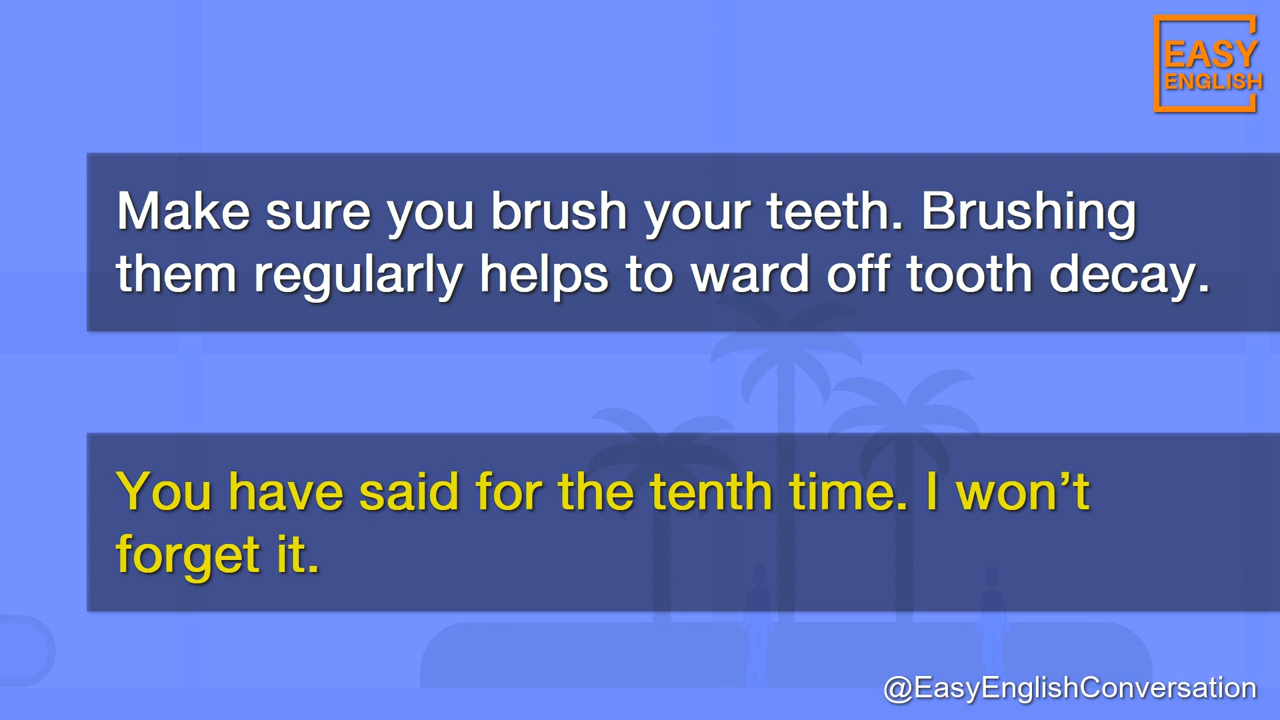 EASY
ENGLISH
Make sure you brush your teeth. Brushing
them regularly helps to ward off tooth decay.
You have said for the tenth time. I won’t
forget it.
@EasyEnglishConversation